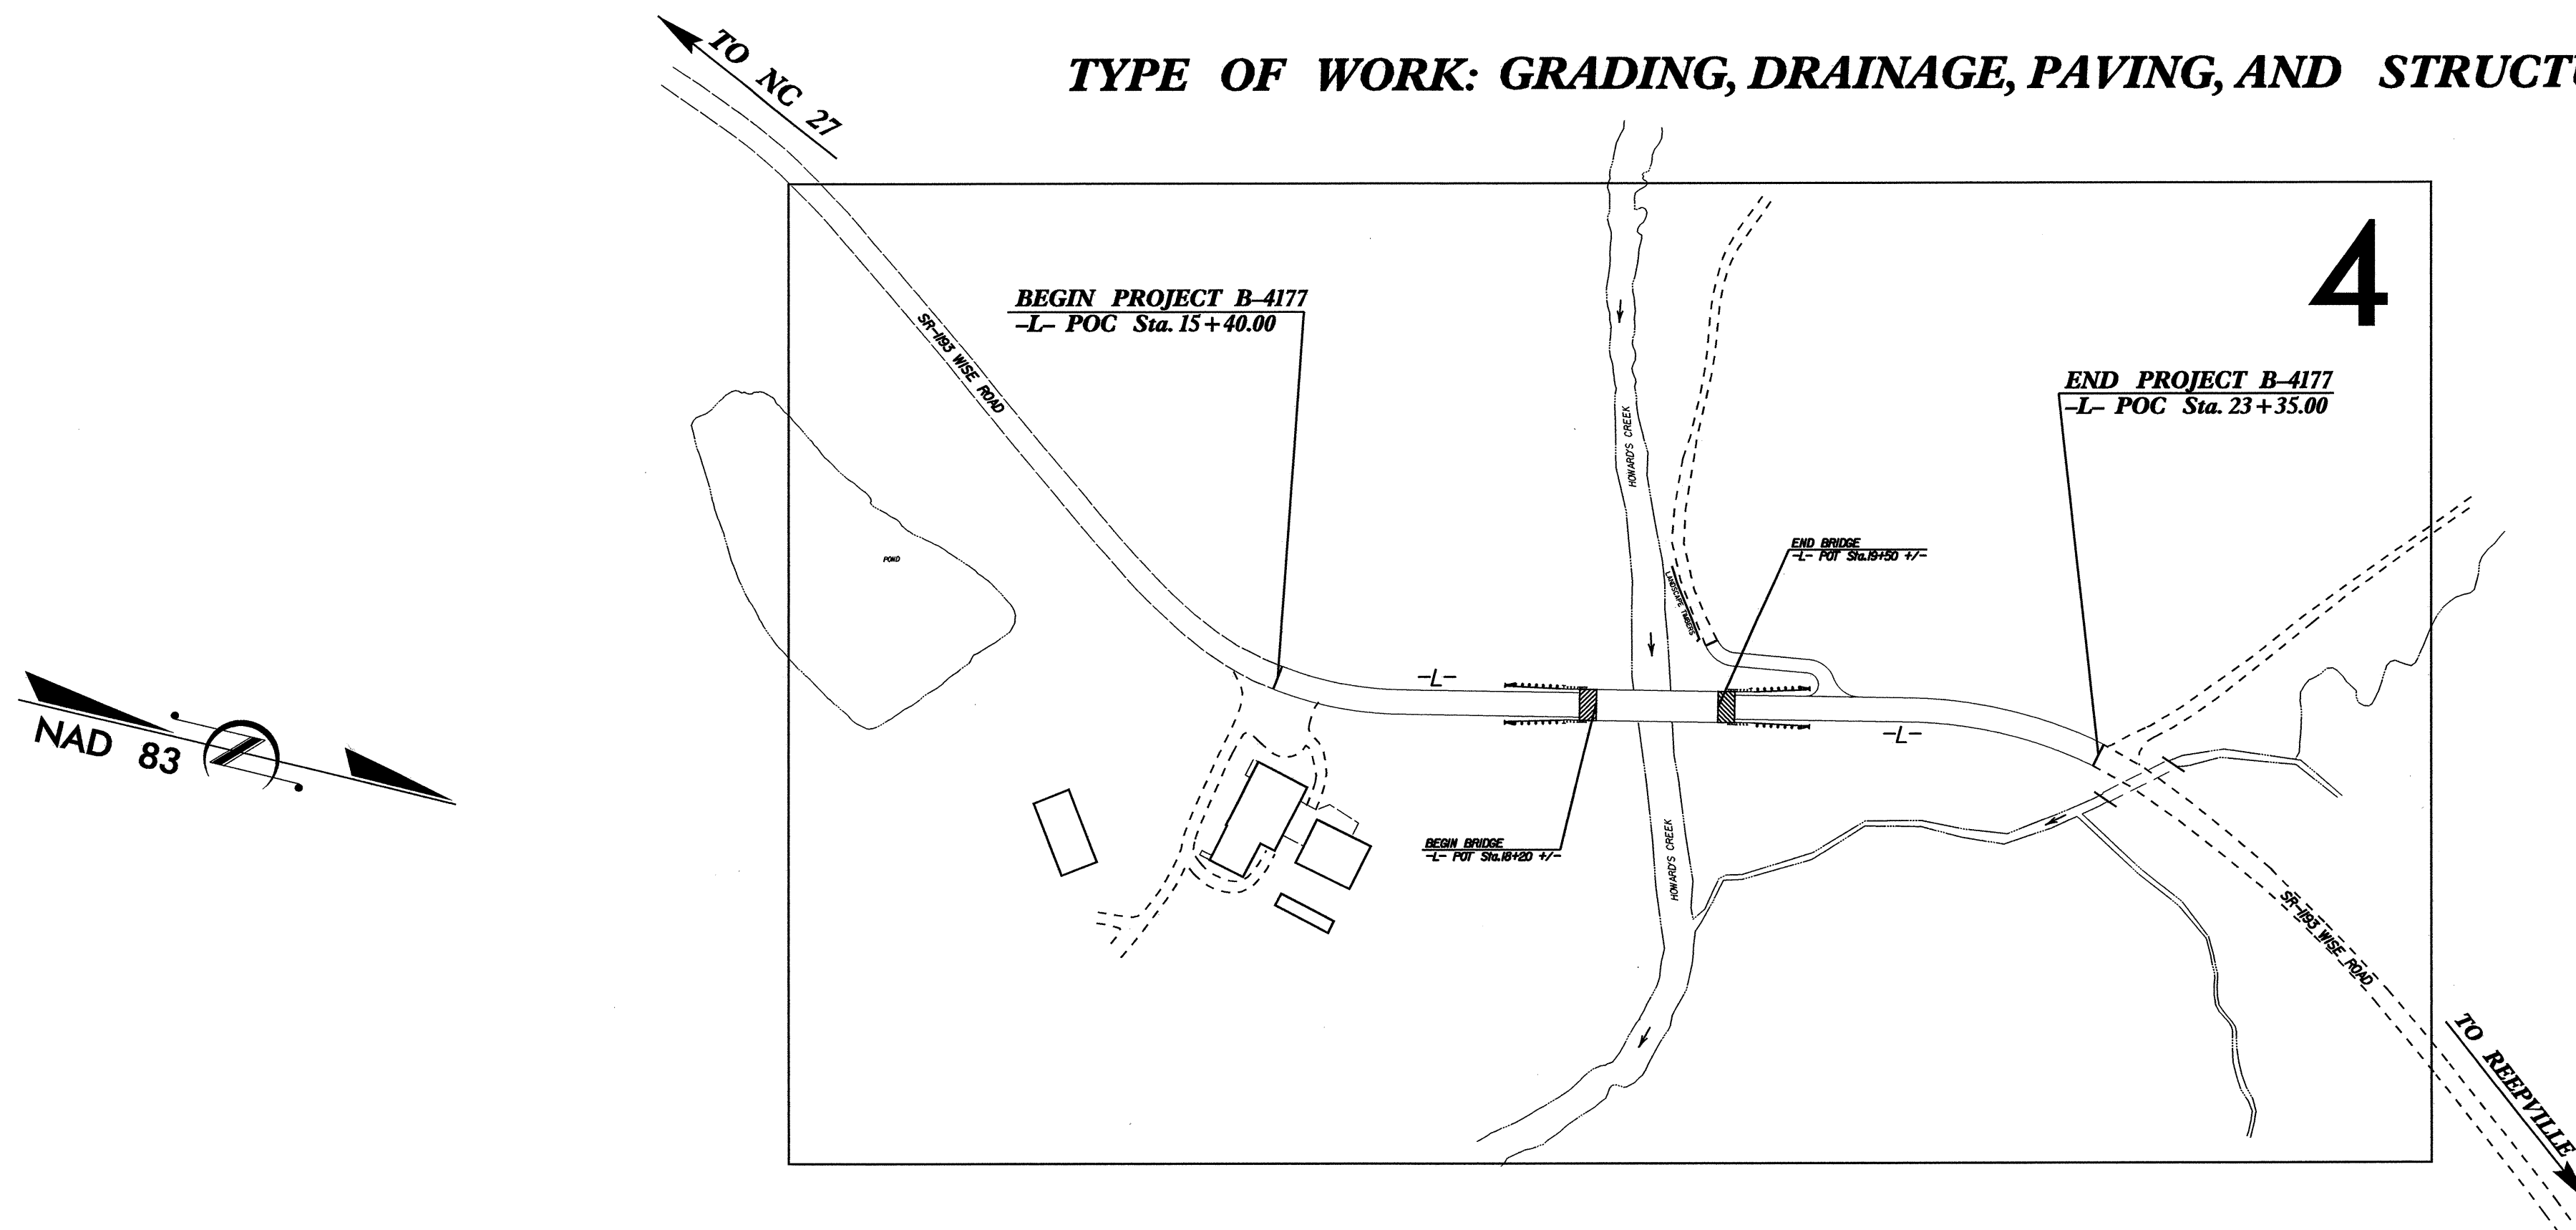 TO NC 27
TYPE OF WORK: GRADING, DRAINAGE, PAVING, AND STRUCTU
4
BEGIN PROJECT B-4177
-L- POC Sta. 15+40.00
SR-1193 WISE ROAD
END PROJECT B-4177
-L- POC Sta. 23+35.00
HOWARD'S CREEK
POND
END BRIDGE
-L- POT Sta.19+50 +/-
LANDSCAPE TIMBERS
-L-
-L-
NAD 83
BEGIN BRIDGE
-L- POT Sta.18+20 +/-
HOWARD'S CREEK
SR-1193 WISE ROAD
TO REEPVILLE